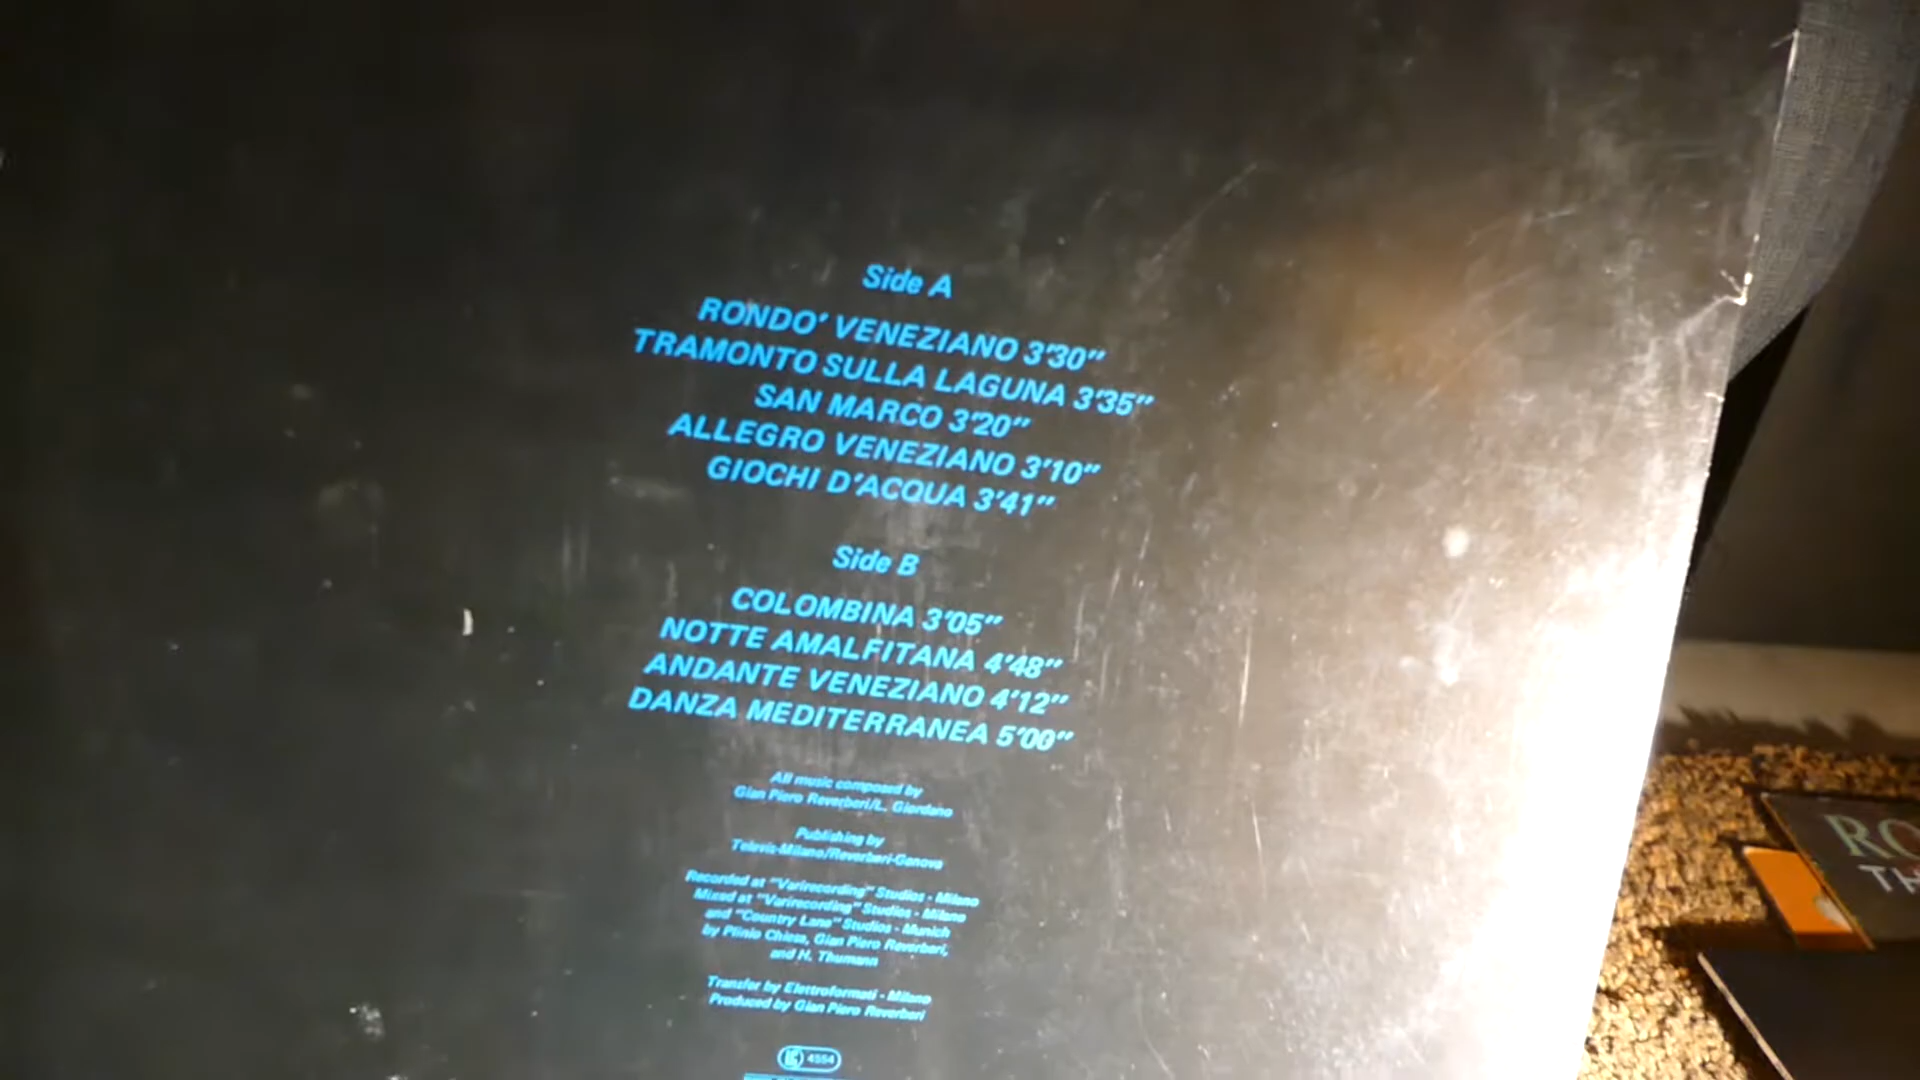 Side A
RONDO' VENEZIANO 3'30"
TRAMONTO SULLA LAGUNA 3'35"
SAN MARCO 3'20"
ALLEGRO VENEZIANO 3'10"
GIOCHI D'ACQUA 3'41"
Side B
COLOMBINA 3'05"
NOTTE AMALFITANA 4'48"
ANDANTE VENEZIANO 4'12"
DANZA MEDITERRANEA 5'00"
All music composed by
Gian Piero Reverberi/L. Giordano
Publishing by
Televis-Milano/Reverberi-Genova
Recorded at "Varirecording" Studios - Milano
Mixed at "Varirecording" Studios - Milano
and "Country Lane" Studios - Munich
by Plinio Chiesa, Gian Piero Reverberi,
and H. Thumann
Transfer by Elettroformati - Milano
Produced by Gian Piero Reverberi
4554
RO
TH